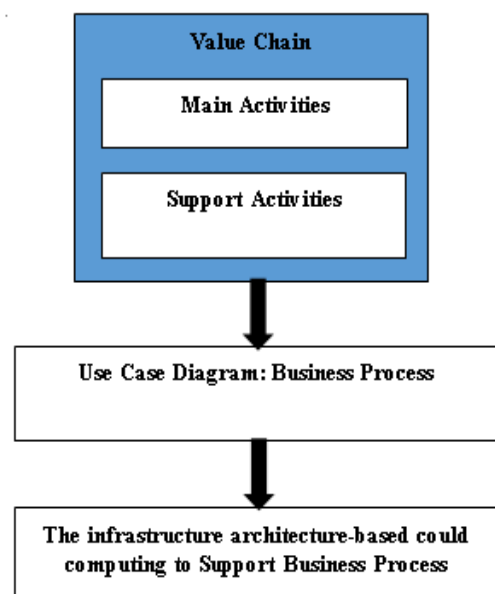 Value Chain
Main Activities
Support Activities
Use Case Diagram: Business Process
The infrastructure architecture-based could
computing to Support Business Process